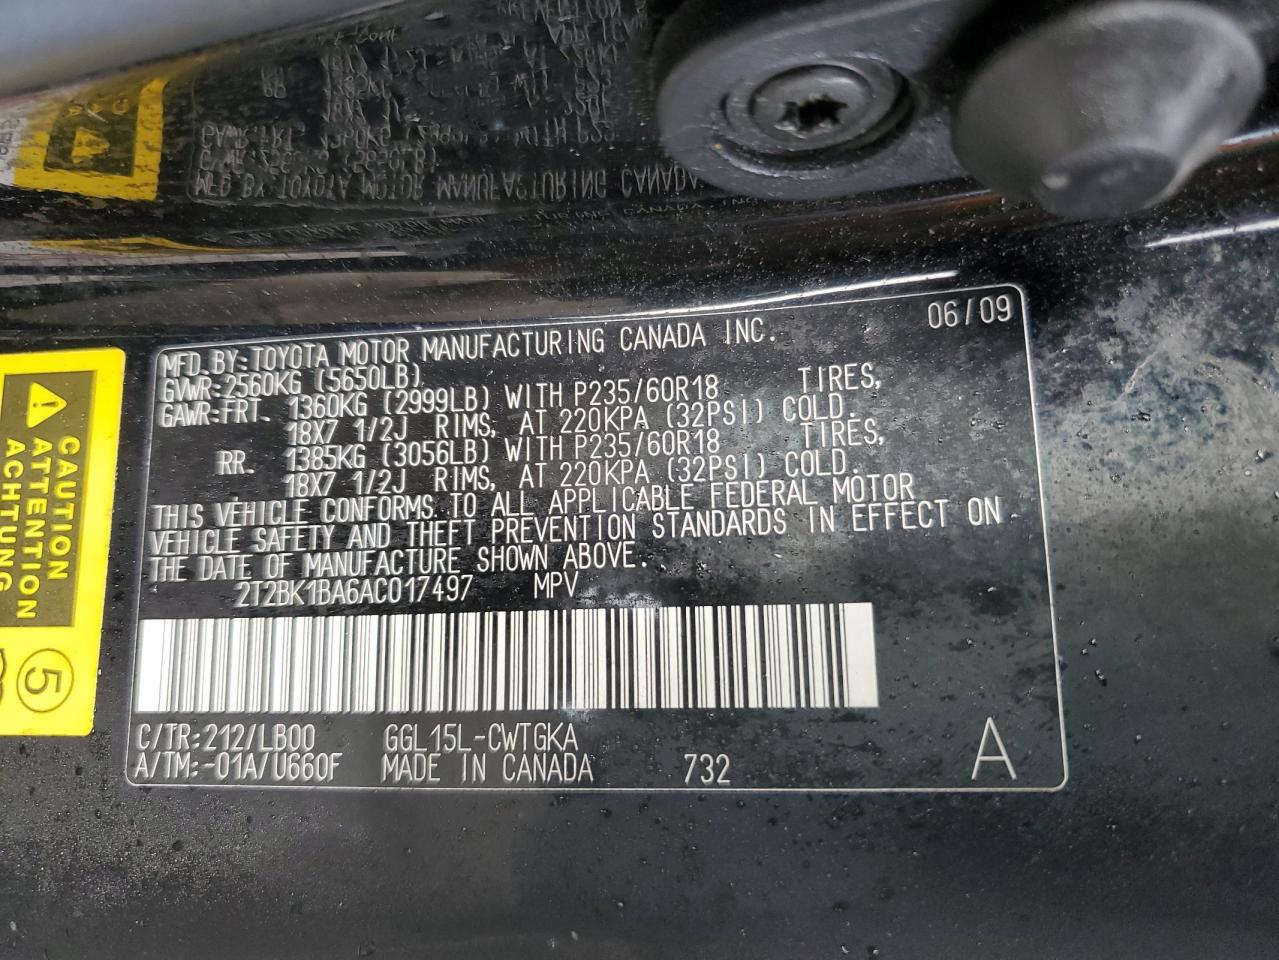 06/09
MFD.BY:TOYOTA MOTOR MANUFACTURING CANADA INC.
GVWR:2560KG (5650LB)
GAWR:FRT. 1360KG (2999LB) WITH P235/60R18 TIRES,
18X7 1/2J RIMS, AT 220KPA (32PSI) COLD.
RR. 1385KG (3056LB) WITH P235/60R18 TIRES,
18X7 1/2J RIMS, AT 220KPA (32PSI) COLD.
THIS VEHICLE CONFORMS TO ALL APPLICABLE FEDERAL MOTOR
VEHICLE SAFETY AND THEFT PREVENTION STANDARDS IN EFFECT ON
THE DATE OF MANUFACTURE SHOWN ABOVE.
2T2BK1BA6AC017497 MPV
C/TR:212/LB00 GGL15L-CWTGKA
A/TM:-01A/U660F MADE IN CANADA 732 A
CAUTION
ATTENTION
ACHTUNG
5